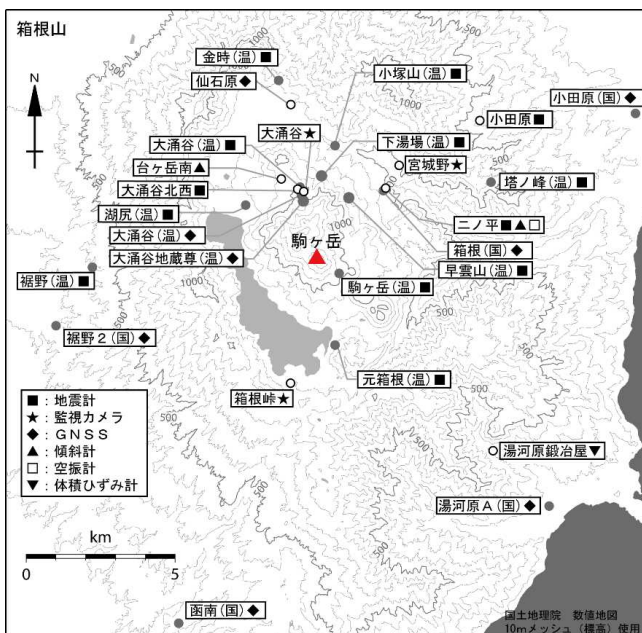 箱根山
1000
500
金時(温)■
仙石原◆
小塚山(温)■
1000
小田原(国)◆
N
大涌谷★
小田原■
大涌谷(温)■
下湯場(温)■
台ヶ岳南▲
宮城野★
500
大涌谷北西■
塔ノ峰(温)■
湖尻(温)■
二ノ平■▲□
大涌谷(温)◆
1000
駒ヶ岳
箱根(国)◆
大涌谷地蔵尊(温)◆
早雲山(温)■
裾野(温)■
1000
駒ヶ岳(温)■
500
裾野2(国)◆
元箱根(温)■
箱根峠★
500
■:地震計
★:監視カメラ
◆:GNSS
▲:傾斜計
□:空振計
▼:体積ひずみ計
湯河原鍛冶屋▼
500
湯河原A(国)◆
km
0 5
500
函南(国)◆
国土地理院 数値地図
10mメッシュ(標高)使用